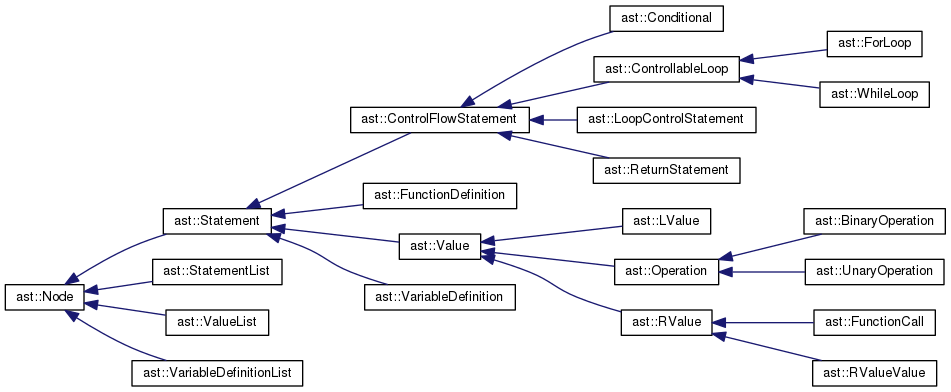 ast::Conditional
ast::ForLoop
ast::ControllableLoop
ast::WhileLoop
ast::ControlFlowStatement
ast::LoopControlStatement
ast::ReturnStatement
ast::FunctionDefinition
ast::Statement
ast::LValue
ast::BinaryOperation
ast::Value
ast::StatementList
ast::Operation
ast::UnaryOperation
ast::Node
ast::VariableDefinition
ast::ValueList
ast::RValue
ast::FunctionCall
ast::VariableDefinitionList
ast::RValueValue